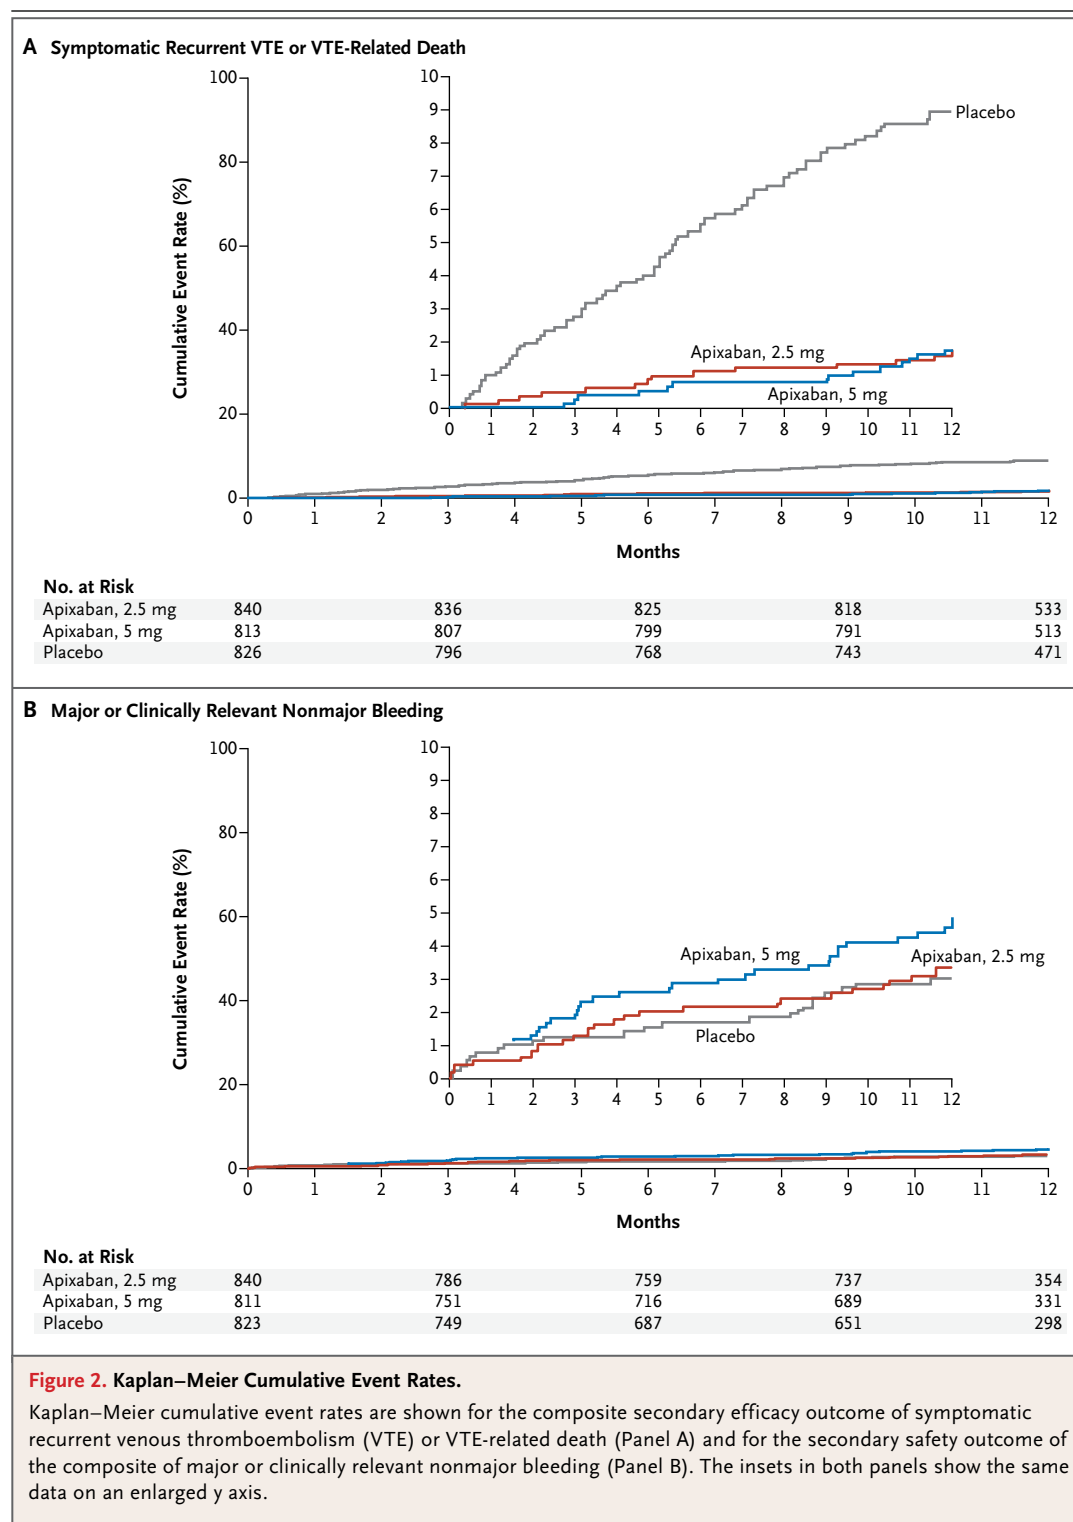 A Symptomatic Recurrent VTE or VTE-Related Death
Cumulative Event Rate (%)
100
80
60
40
20
0
10
9
8
7
6
5
4
3
2
1
0
Placebo
Apixaban, 2.5 mg
Apixaban, 5 mg
0 1 2 3 4 5 6 7 8 9 10 11 12
0 1 2 3 4 5 6 7 8 9 10 11 12
Months
No. at Risk
Apixaban, 2.5 mg 840 836 825 818 533
Apixaban, 5 mg 813 807 799 791 513
Placebo 826 796 768 743 471
B Major or Clinically Relevant Nonmajor Bleeding
Cumulative Event Rate (%)
100
80
60
40
20
0
10
9
8
7
6
5
4
3
2
1
0
Apixaban, 5 mg
Apixaban, 2.5 mg
Placebo
0 1 2 3 4 5 6 7 8 9 10 11 12
0 1 2 3 4 5 6 7 8 9 10 11 12
Months
No. at Risk
Apixaban, 2.5 mg 840 786 759 737 354
Apixaban, 5 mg 811 751 716 689 331
Placebo 823 749 687 651 298
Figure 2. Kaplan–Meier Cumulative Event Rates.
Kaplan–Meier cumulative event rates are shown for the composite secondary efficacy outcome of symptomatic
recurrent venous thromboembolism (VTE) or VTE-related death (Panel A) and for the secondary safety outcome of
the composite of major or clinically relevant nonmajor bleeding (Panel B). The insets in both panels show the same
data on an enlarged y axis.